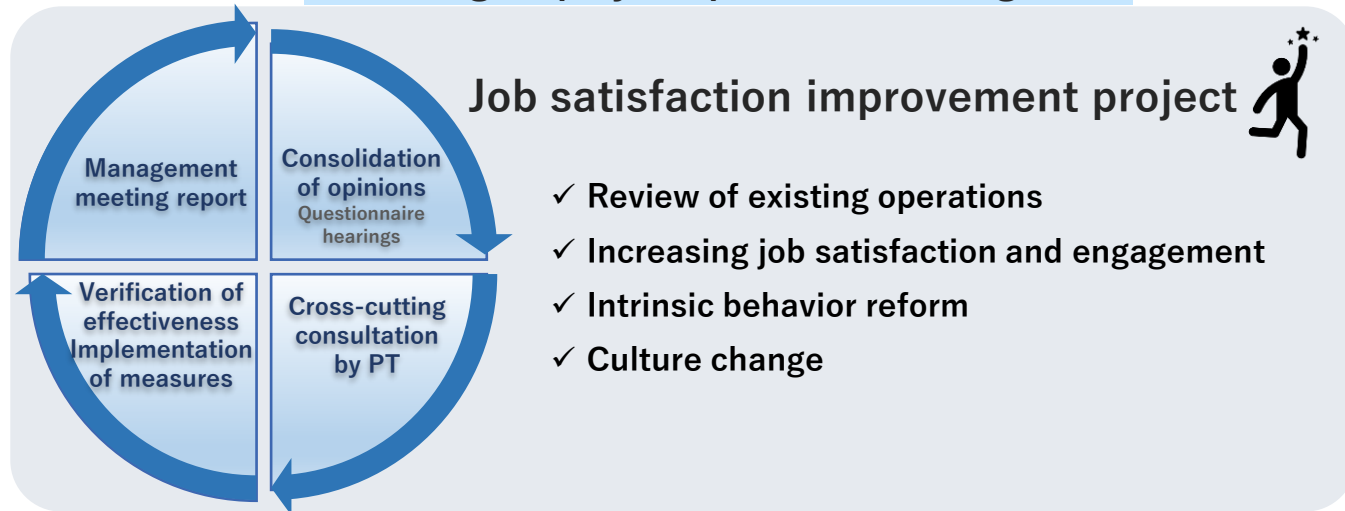 Job satisfaction improvement project
Management
meeting report
Consolidation
of opinions
Questionnaire
hearings
Verification of
effectiveness
Implementation
of measures
Cross-cutting
consultation
by PT
✓ Review of existing operations
✓ Increasing job satisfaction and engagement
✓ Intrinsic behavior reform
✓ Culture change